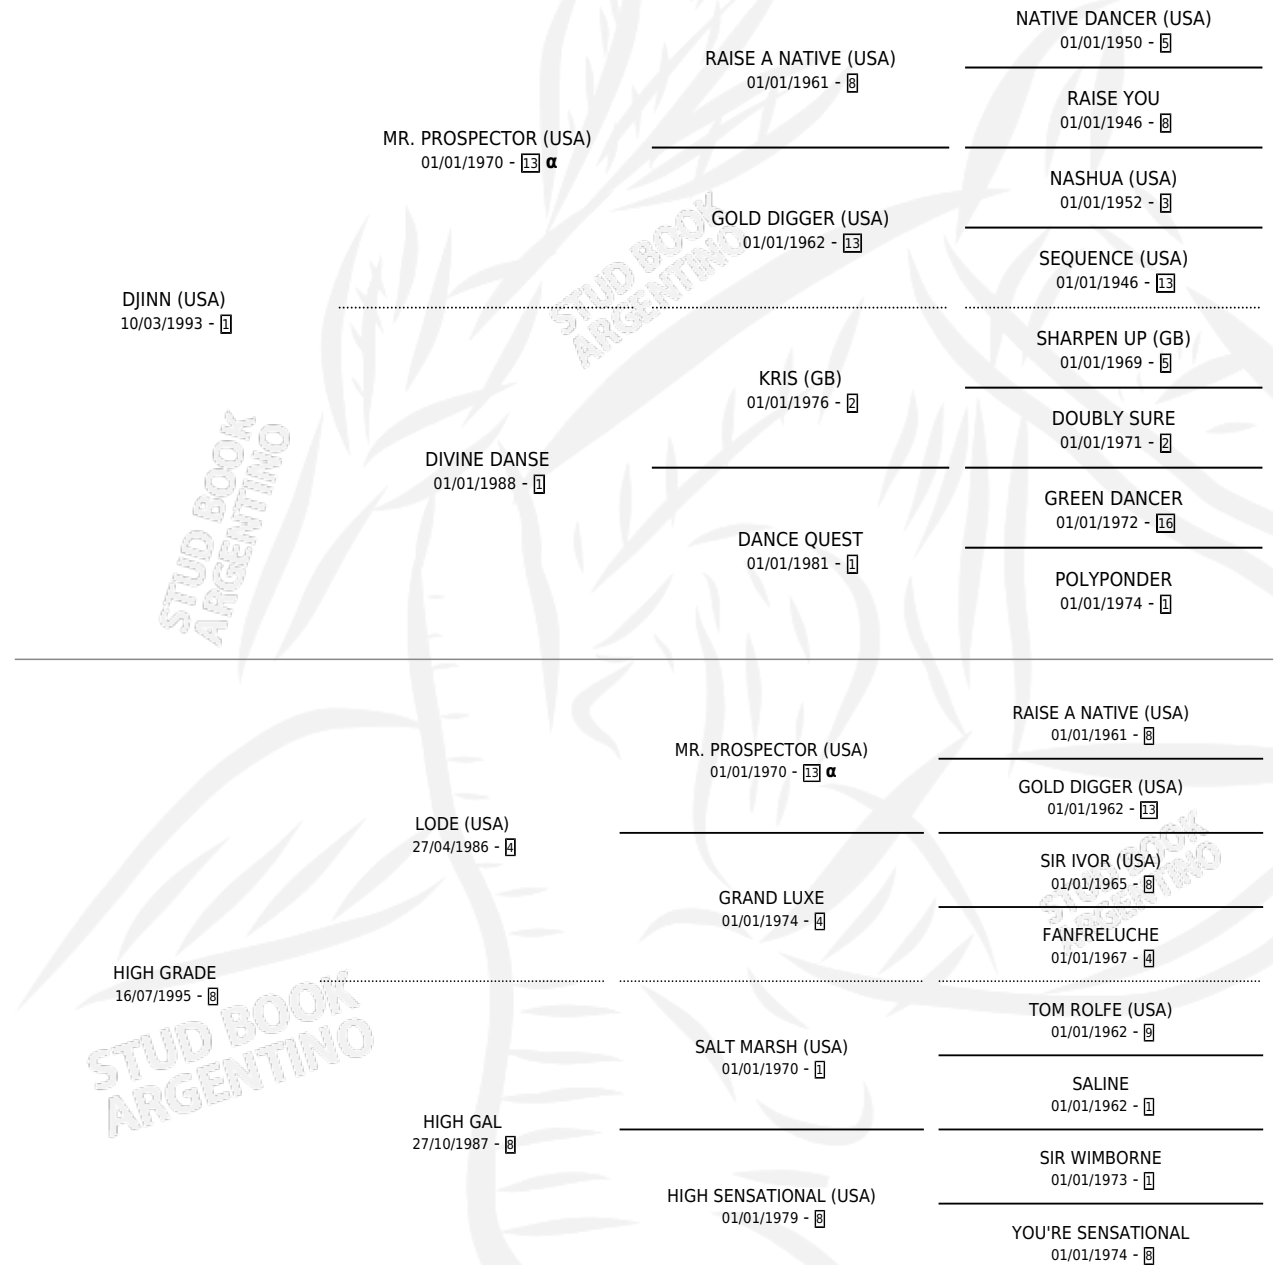 NATIVE DANCER (USA)
01/01/1950 - 5
RAISE A NATIVE (USA)
01/01/1961 - 8
RAISE YOU
01/01/1946 - 8
MR. PROSPECTOR (USA)
01/01/1970 - 13 α
NASHUA (USA)
01/01/1952 - 3
GOLD DIGGER (USA)
01/01/1962 - 13
SEQUENCE (USA)
01/01/1946 - 13
DJINN (USA)
10/03/1993 - 1
STUD BOOK
ARGENTINO
SHARPEN UP (GB)
01/01/1969 - 5
KRIS (GB)
01/01/1976 - 2
DOUBLY SURE
01/01/1971 - 2
DIVINE DANSE
01/01/1988 - 1
GREEN DANCER
01/01/1972 - 16
DANCE QUEST
01/01/1981 - 1
POLYPONDER
01/01/1974 - 1
STUD BOOK
ARGENTINO
RAISE A NATIVE (USA)
01/01/1961 - 8
MR. PROSPECTOR (USA)
01/01/1970 - 13 α
GOLD DIGGER (USA)
01/01/1962 - 13
LODE (USA)
27/04/1986 - 4
SIR IVOR (USA)
01/01/1965 - 8
STUD BOOK
ARGENTINO
GRAND LUXE
01/01/1974 - 4
FANFRELUCHE
01/01/1967 - 4
HIGH GRADE
16/07/1995 - 8
STUD BOOK
ARGENTINO
TOM ROLFE (USA)
01/01/1962 - 9
SALT MARSH (USA)
01/01/1970 - 1
SALINE
01/01/1962 - 1
HIGH GAL
27/10/1987 - 8
SIR WIMBORNE
01/01/1973 - 1
HIGH SENSATIONAL (USA)
01/01/1979 - 8
YOU'RE SENSATIONAL
01/01/1974 - 8